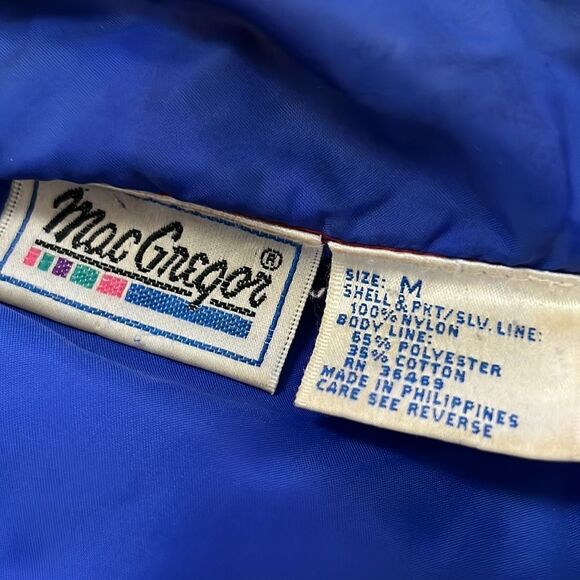 MacGregor®
SIZE: M
SHELL & PKT/SLV. LINE:
100% NYLON
BODY LINE:
65% POLYESTER
35% COTTON
RN 36469
MADE IN PHILIPPINES
CARE SEE REVERSE